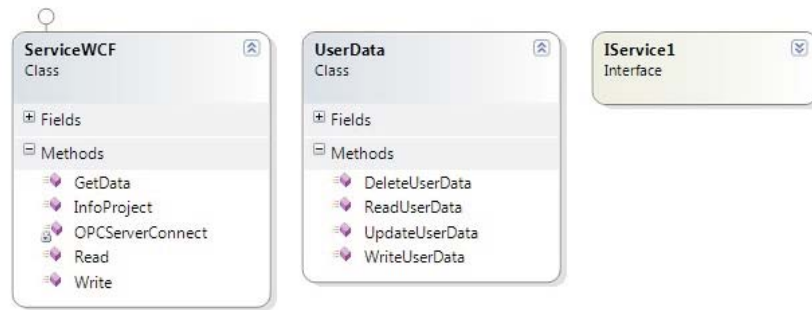 ServiceWCF
Class
Fields
Methods
GetData
InfoProject
OPCServerConnect
Read
Write
UserData
Class
Fields
Methods
DeleteUserData
ReadUserData
UpdateUserData
WriteUserData
IService1
Interface